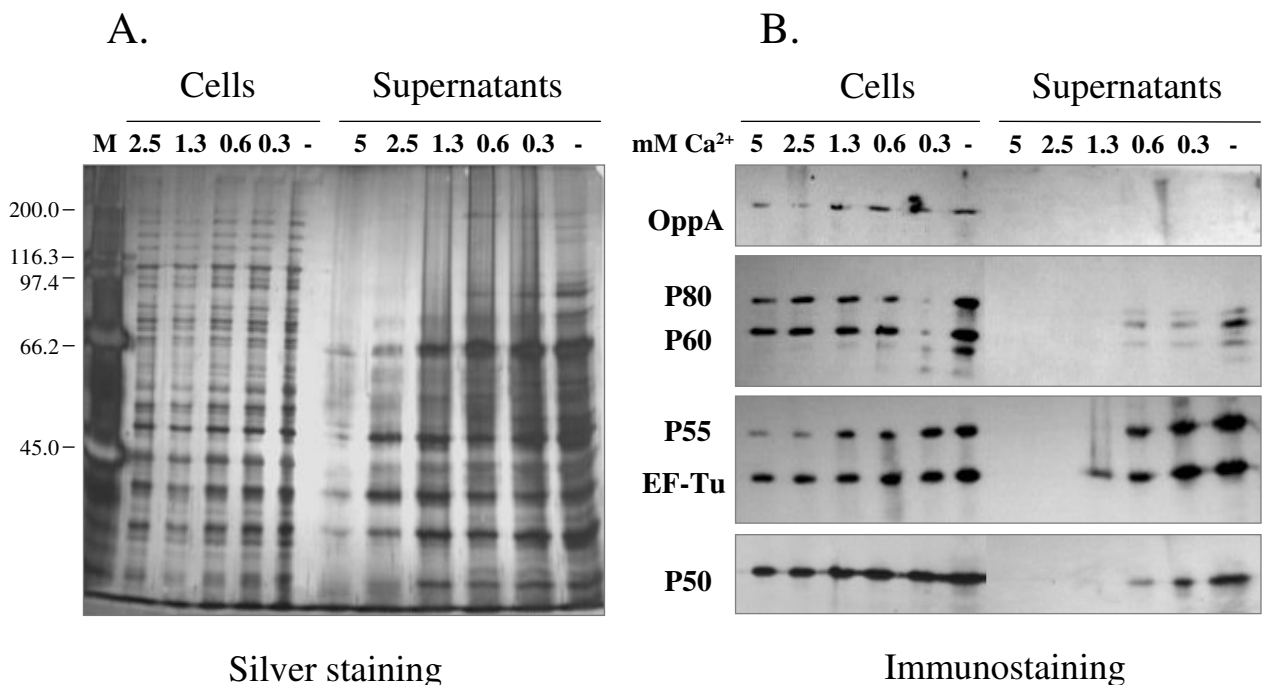 A.
Cells Supernatants
M 2.5 1.3 0.6 0.3 - 5 2.5 1.3 0.6 0.3 -
200.0
116.3
97.4
66.2
45.0
Silver staining
B.
Cells Supernatants
mM Ca²⁺ 5 2.5 1.3 0.6 0.3 - 5 2.5 1.3 0.6 0.3 -
OppA
P80
P60
P55
EF-Tu
P50
Immunostaining